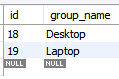 id group_name
18 Desktop
19 Laptop
NULL NULL